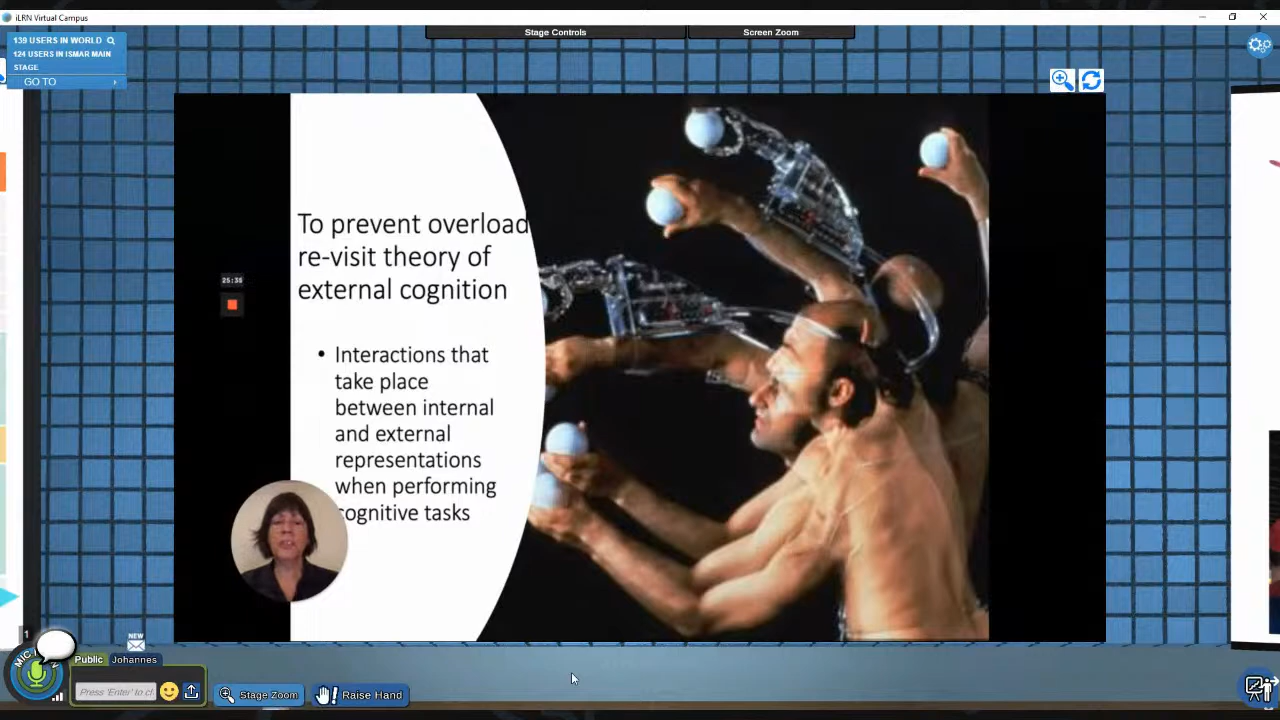 iLRN Virtual Campus
139 USERS IN WORLD
124 USERS IN ISMAR MAIN
STAGE
GO TO
Stage Controls
Screen Zoom
To prevent overload
re-visit theory of
external cognition
25:35
• Interactions that
take place
between internal
and external
representations
when performing
cognitive tasks
1
NEW
Public
Johannes
Press 'Enter' to ch
Stage Zoom
Raise Hand